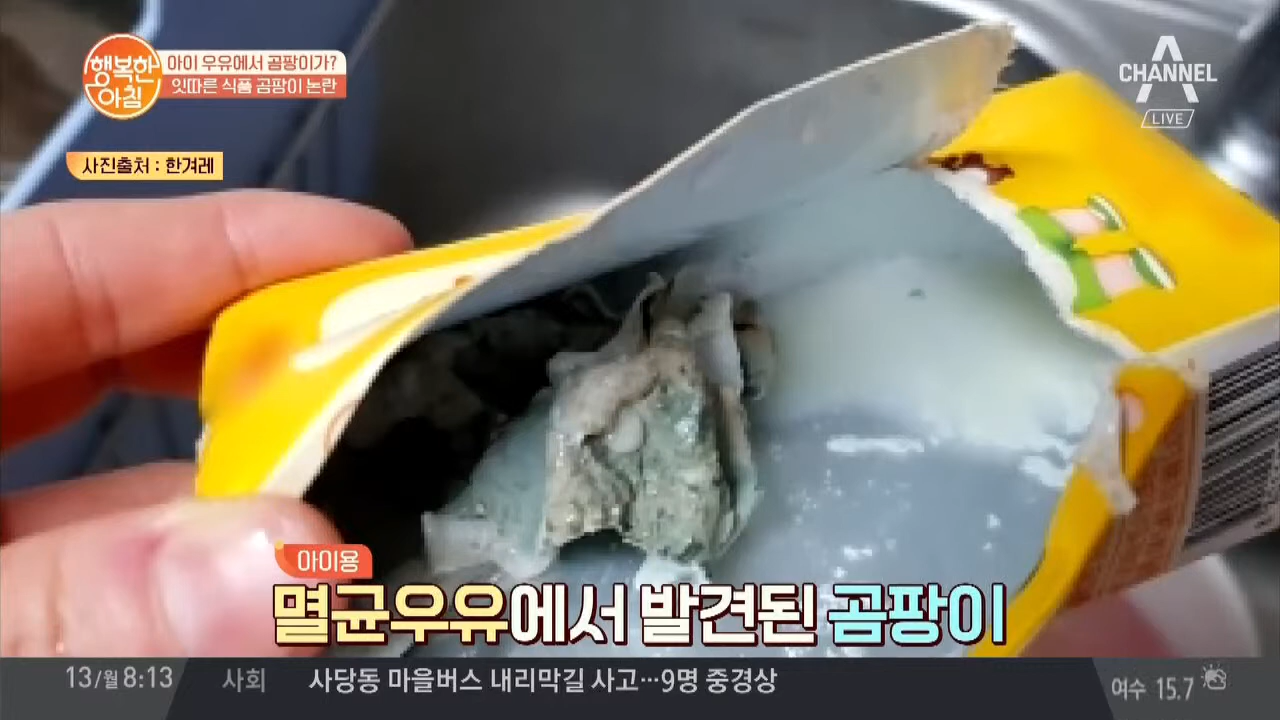 행복한
아침
아이 우유에서 곰팡이가?
잇따른 식품 곰팡이 논란
CHANNEL A
LIVE
사진출처 : 한겨레
아이용
멸균우유에서 발견된 곰팡이
13/월 8:13 사회 사당동 마을버스 내리막길 사고…9명 중경상 여수 15.7